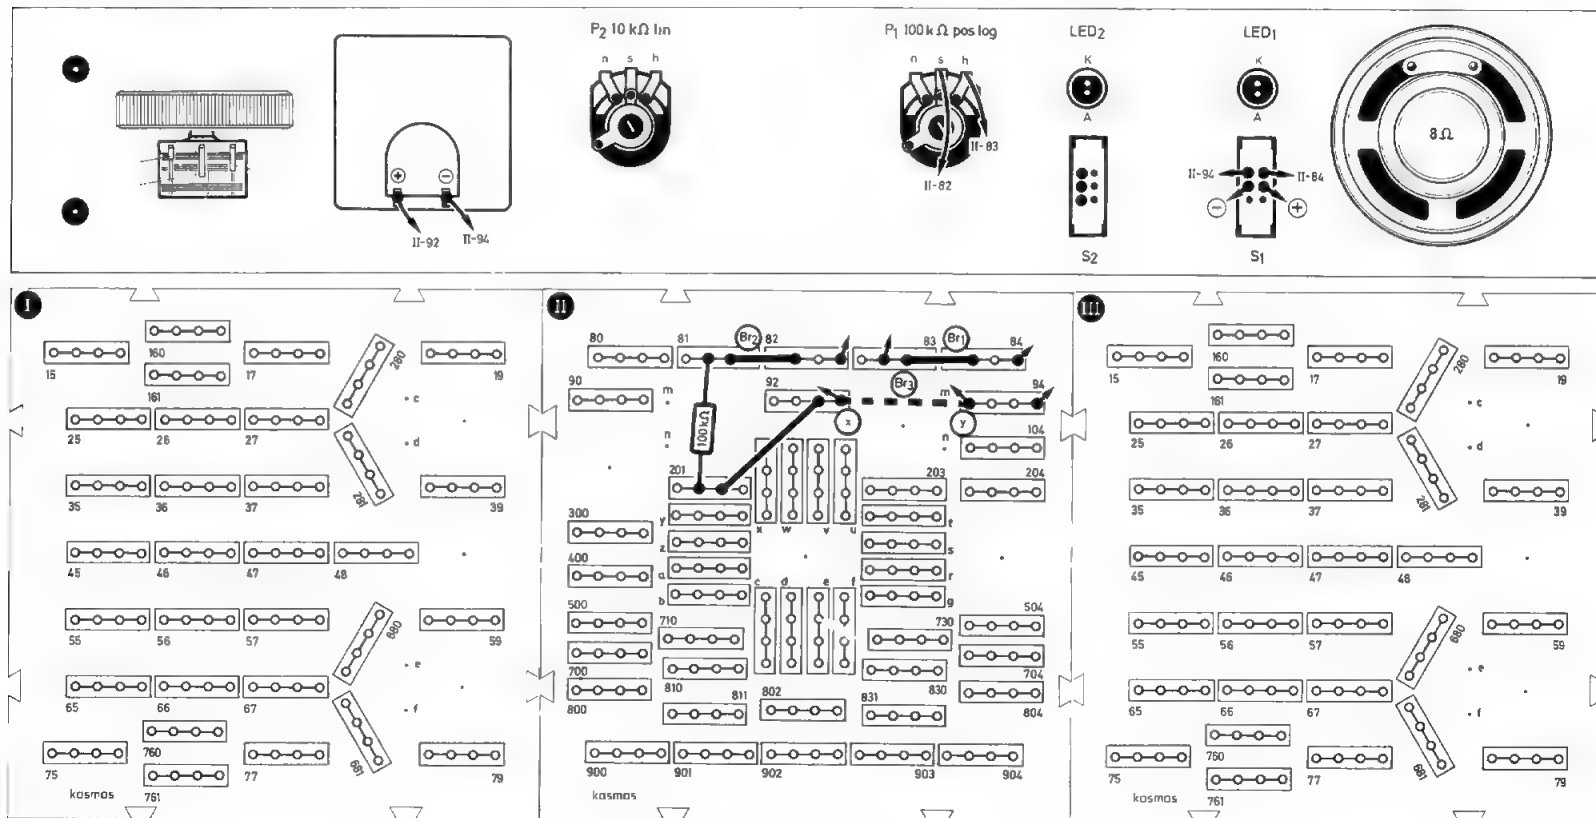 P2 10 kΩ lin
P1 100 kΩ pos log
LED2
LED1
n s h
n s h
K
K
A
A
8Ω
II-83
II-82
II-94
II-84
+ −
− +
II-92
II-94
S2
S1
I
II
III
15
160
161
17
280
19
c
25
26
27
d
35
36
37
281
39
45
46
47
48
55
56
57
680
59
e
65
66
67
f
75
760
761
77
681
79
kosmos
80
81
Br2
82
83
Br1
84
90
m
92
Br3
m
94
100kΩ
x
y
n
n
104
201
203
204
x w v u
y
t
300
z
s
400
a
r
c d e f
b
g
500
710
730
504
700
810
830
704
800
811
802
831
804
900
901
902
903
904
kosmos
15
160
161
17
280
19
c
25
26
27
d
35
36
37
281
39
45
46
47
48
55
56
57
680
59
e
65
66
67
f
75
760
761
77
681
79
kosmos